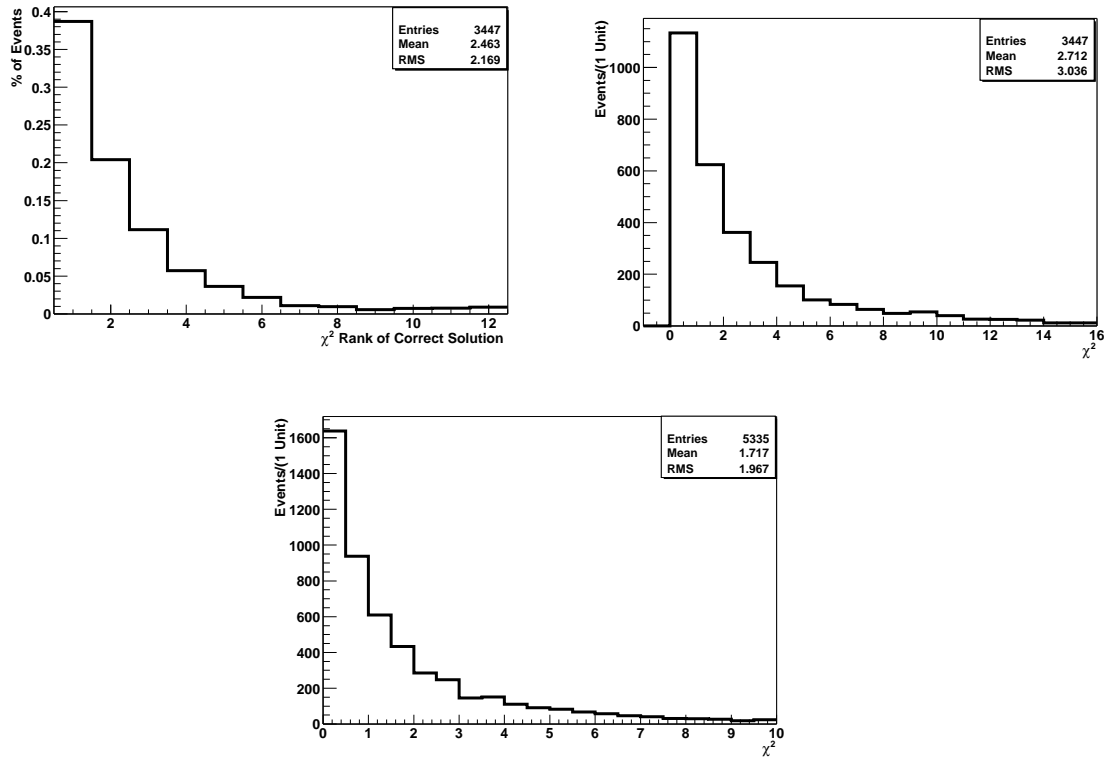 % of Events
0.4
0.35
0.3
0.25
0.2
0.15
0.1
0.05
0
2 4 6 8 10 12
χ² Rank of Correct Solution
Entries 3447
Mean 2.463
RMS 2.169
Events/(1 Unit)
1000
800
600
400
200
0
0 2 4 6 8 10 12 14 16
χ²
Entries 3447
Mean 2.712
RMS 3.036
Events/(1 Unit)
1600
1400
1200
1000
800
600
400
200
0
0 1 2 3 4 5 6 7 8 9 10
χ²
Entries 5335
Mean 1.717
RMS 1.967